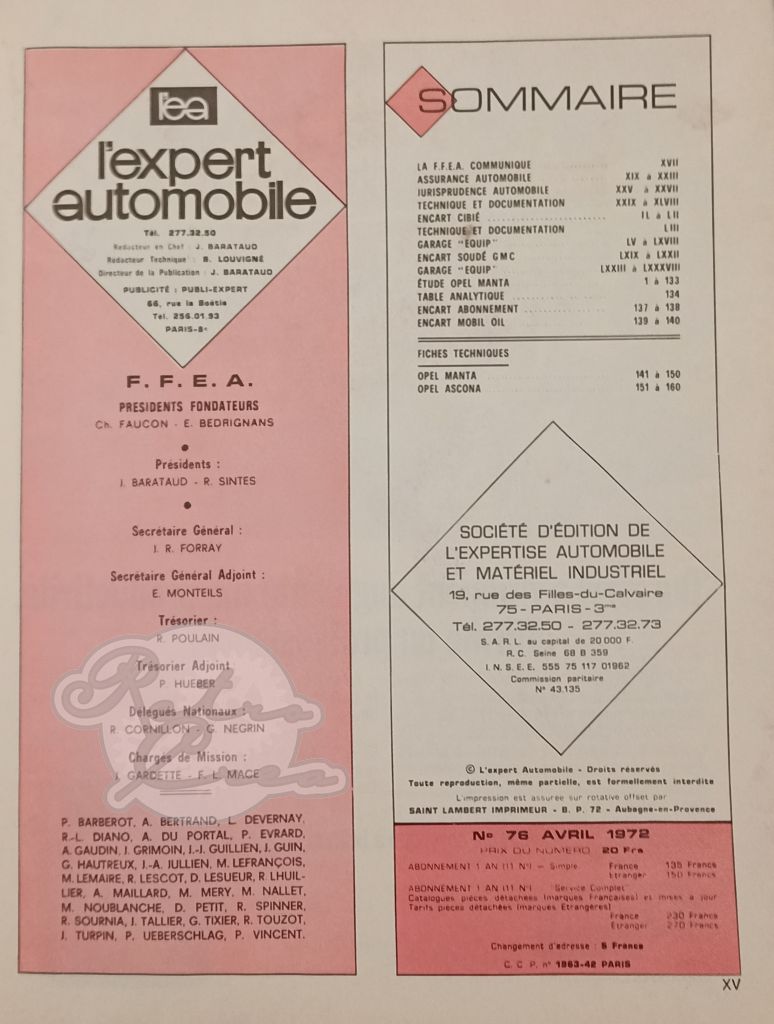 l'ea
l'expert
automobile
Tél. 277.32.50
Rédacteur en Chef : J. BARATAUD
Rédacteur Technique : B. LOUVIGNÉ
Directeur de la Publication : J. BARATAUD
PUBLICITÉ : PUBLI-EXPERT
66, rue la Boétie
Tél. 256.01.93
PARIS-8e
F. F. E. A.
PRESIDENTS FONDATEURS
Ch. FAUCON - E. BEDRIGNANS
Présidents :
J. BARATAUD - R. SINTES
Secrétaire Général :
J. R. FORRAY
Secrétaire Général Adjoint :
E. MONTEILS
Trésorier :
R. POULAIN
Trésorier Adjoint
P HUEBER
Délégués Nationaux :
R. CORNILLON - G. NEGRIN
Chargés de Mission :
J. GARDETTE - F. L. MACE
Retro
P. BARBEROT, A. BERTRAND, L. DEVERNAY,
R.-L. DIANO, A. DU PORTAL, P. EVRARD,
A. GAUDIN, J. GRIMOIN, J.-J. GUILLIEN, J. GUIN,
G. HAUTREUX, J.-A. JULLIEN, M. LEFRANÇOIS,
M. LEMAIRE, R. LESCOT, D. LESUEUR, R. LHUIL-
LIER, A. MAILLARD, M. MERY, M. NALLET,
M. NOUBLANCHE, D. PETIT, R. SPINNER,
R. SOURNIA, J. TALLIER, G. TIXIER, R. TOUZOT,
J. TURPIN, P. UEBERSCHLAG, P. VINCENT.
SOMMAIRE
LA F.F.E.A. COMMUNIQUE XVII
ASSURANCE AUTOMOBILE XIX à XXIII
JURISPRUDENCE AUTOMOBILE XXV à XXVII
TECHNIQUE ET DOCUMENTATION XXIX à XLVIII
ENCART CIBIÉ IL à LII
TECHNIQUE ET DOCUMENTATION LIII
GARAGE "EQUIP" LV à LXVIII
ENCART SOUDÉ GMC LXIX à LXXII
GARAGE "EQUIP" LXXIII à LXXXVIII
ÉTUDE OPEL MANTA 1 à 133
TABLE ANALYTIQUE 134
ENCART ABONNEMENT 137 à 138
ENCART MOBIL OIL 139 à 140
FICHES TECHNIQUES
OPEL MANTA 141 à 150
OPEL ASCONA 151 à 160
SOCIÉTÉ D'ÉDITION DE
L'EXPERTISE AUTOMOBILE
ET MATÉRIEL INDUSTRIEL
19, rue des Filles-du-Calvaire
75 - PARIS - 3me
Tél. 277.32.50 - 277.32.73
S. A. R. L. au capital de 20 000 F.
R. C. Seine 68 B 359
I. N. S. E. E. 555 75 117 01962
Commission paritaire
N° 43.135
© L'expert Automobile - Droits réservés
Toute reproduction, même partielle, est formellement interdite
L'impression est assurée sur rotative offset par
SAINT LAMBERT IMPRIMEUR - B. P. 72 - Aubagne-en-Provence
No 76 AVRIL 1972
PRIX DU NUMERO 20 Frs
ABONNEMENT 1 AN (11 N°) - Simple France 135 Francs
Etranger 150 Francs
ABONNEMENT 1 AN (11 N°) "Service Complet"
Catalogues pièces détachées (marques Françaises) et mises à jour
Tarifs pièces détachées (marques Etrangères)
France 230 Francs
Etranger 270 Francs
Changement d'adresse : 5 Francs
C. C. P. n° 1963-42 PARIS
XV